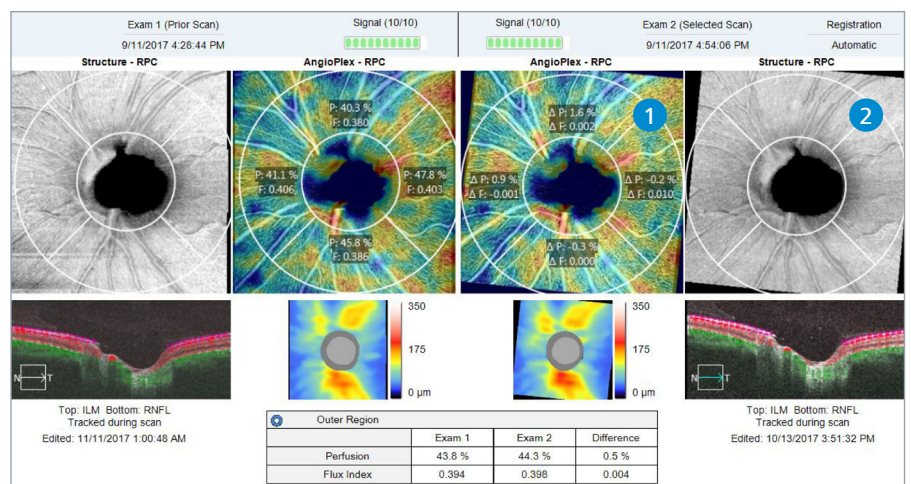 Exam 1 (Prior Scan)
Signal (10/10)
Signal (10/10)
Exam 2 (Selected Scan)
Registration
9/11/2017 4:28:44 PM
9/11/2017 4:54:06 PM
Automatic
Structure - RPC
AngioPlex - RPC
AngioPlex - RPC
Structure - RPC
P: 40.3 %
F: 0.380
P: 41.1 %
F: 0.406
P: 47.8 %
F: 0.403
P: 45.8 %
F: 0.386
Δ P: 1.6 %
Δ F: 0.002
Δ P: 0.9 %
Δ F: -0.001
Δ P: -0.2 %
Δ F: 0.010
Δ P: -0.3 %
Δ F: 0.000
1
2
N T
350
175
0 μm
350
175
0 μm
N T
Top: ILM Bottom: RNFL
Tracked during scan
Edited: 11/11/2017 1:00:48 AM
Top: ILM Bottom: RNFL
Tracked during scan
Edited: 10/13/2017 3:51:32 PM
Outer Region
Exam 1 Exam 2 Difference
Perfusion 43.8 % 44.3 % 0.5 %
Flux Index 0.394 0.398 0.004